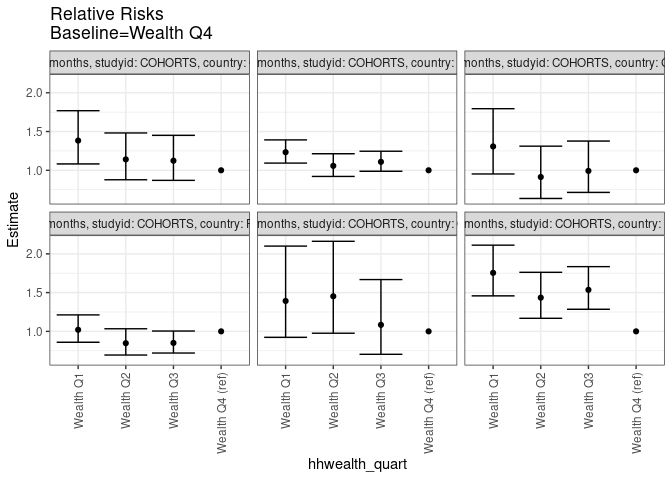 Relative Risks
Baseline=Wealth Q4
months, studyid: COHORTS, country:
months, studyid: COHORTS, country:
months, studyid: COHORTS, country:
2.0
1.5
1.0
months, studyid: COHORTS, country:
months, studyid: COHORTS, country:
months, studyid: COHORTS, country:
2.0
1.5
1.0
Estimate
Wealth Q1
Wealth Q2
Wealth Q3
Wealth Q4 (ref)
Wealth Q1
Wealth Q2
Wealth Q3
Wealth Q4 (ref)
Wealth Q1
Wealth Q2
Wealth Q3
Wealth Q4 (ref)
hhwealth_quart